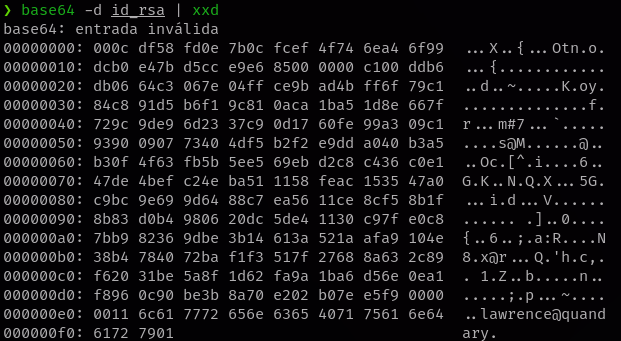 ❯ base64 -d id_rsa | xxd
base64: entrada inválida
00000000: 000c df58 fd0e 7b0c fcef 4f74 6ea4 6f99  ...X..{...Otn.o.
00000010: dcb0 e47b d5cc e9e6 8500 0000 c100 ddb6  ...{............
00000020: db06 64c3 067e 04ff ce9b ad4b ff6f 79c1  ..d..~.....K.oy.
00000030: 84c8 91d5 b6f1 9c81 0aca 1ba5 1d8e 667f  ..............f.
00000040: 729c 9de9 6d23 37c9 0d17 60fe 99a3 09c1  r...m#7...`.....
00000050: 9390 0907 7340 4df5 b2f2 e9dd a040 b3a5  ....s@M......@..
00000060: b30f 4f63 fb5b 5ee5 69eb d2c8 c436 c0e1  ..Oc.[^.i....6..
00000070: 47de 4bef c24e ba51 1158 feac 1535 47a0  G.K..N.Q.X...5G.
00000080: c9bc 9e69 9d64 88c7 ea56 11ce 8cf5 8b1f  ...i.d...V......
00000090: 8b83 d0b4 9806 20dc 5de4 1130 c97f e0c8  ...... .]..0....
000000a0: 7bb9 8236 9dbe 3b14 613a 521a afa9 104e  {..6..;.a:R....N
000000b0: 38b4 7840 72ba f1f3 517f 2768 8a63 2c89  8.x@r...Q.'h.c,.
000000c0: f620 31be 5a8f 1d62 fa9a 1ba6 d56e 0ea1  . 1.Z..b.....n..
000000d0: f896 0c90 be3b 8a70 e202 b07e e5f9 0000  .....;.p...~....
000000e0: 0011 6c61 7772 656e 6365 4071 7561 6e64  ..lawrence@quand
000000f0: 6172 7901                                ary.